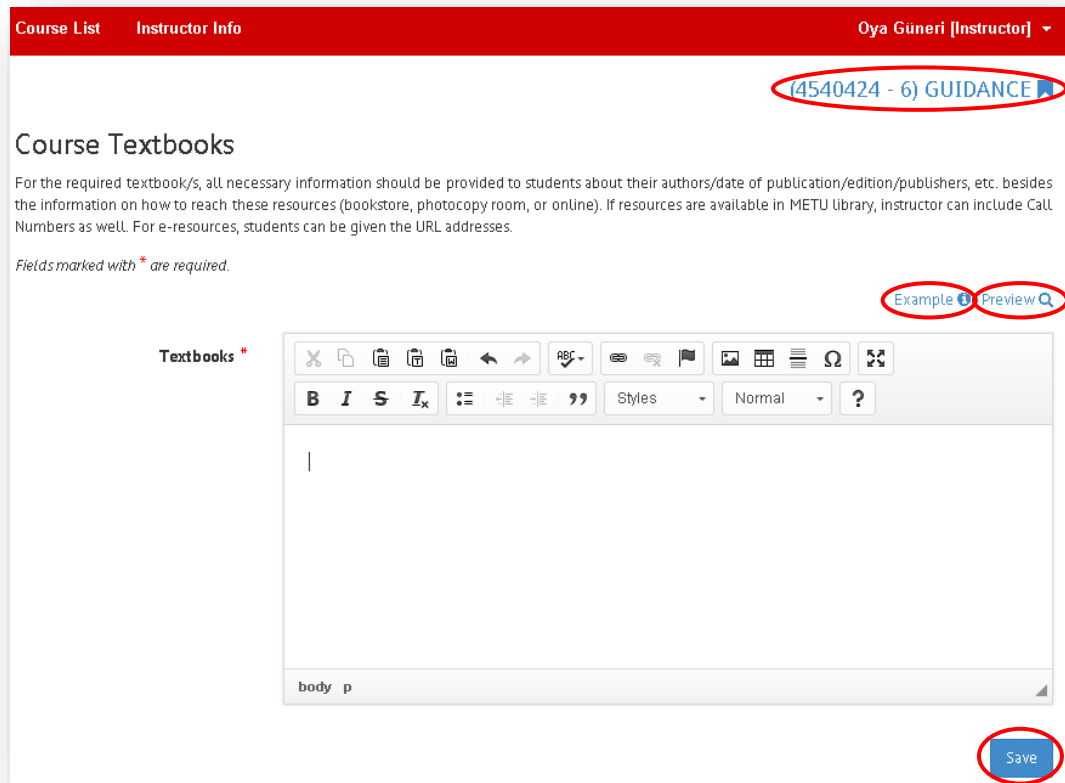 Course List Instructor Info Oya Güneri [Instructor]
(4540424 - 6) GUIDANCE
Course Textbooks
For the required textbook/s, all necessary information should be provided to students about their authors/date of publication/edition/publishers, etc. besides
the information on how to reach these resources (bookstore, photocopy room, or online). If resources are available in METU library, instructor can include Call
Numbers as well. For e-resources, students can be given the URL addresses.
Fields marked with * are required.
Example Preview
Textbooks *
ABC Ω
B I S Tx Styles Normal ?
body p
Save